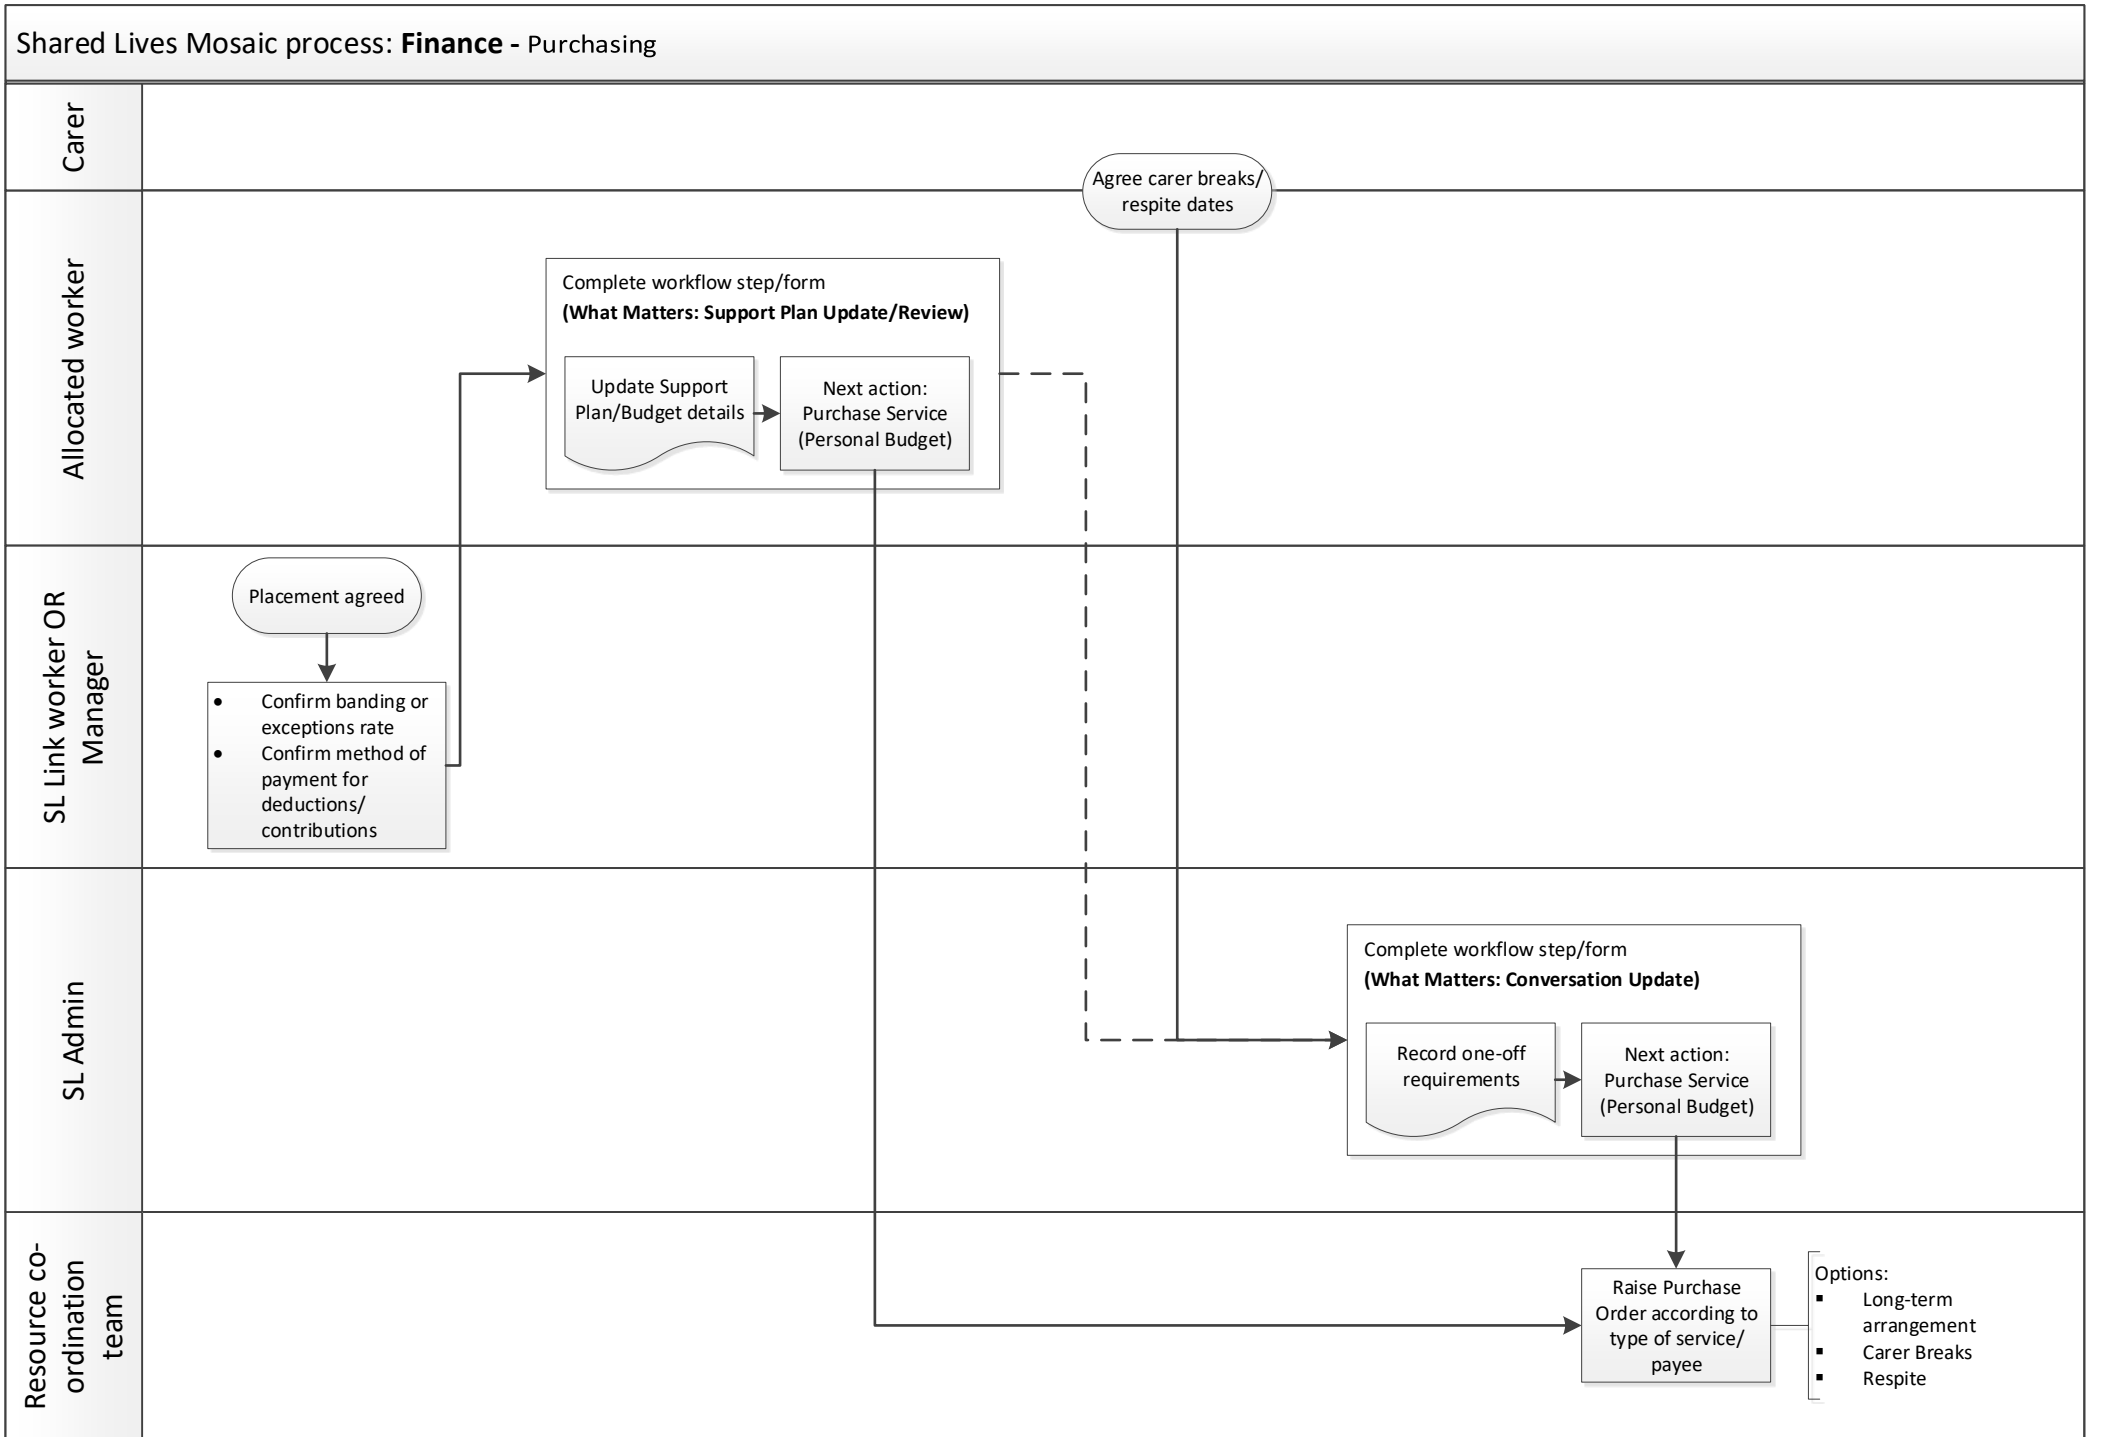 Shared Lives Mosaic process: Finance - Purchasing
Carer
Agree carer breaks/
respite dates
Allocated worker
Complete workflow step/form
(What Matters: Support Plan Update/Review)
Update Support
Plan/Budget details
Next action:
Purchase Service
(Personal Budget)
SL Link worker OR
Manager
Placement agreed
• Confirm banding or
exceptions rate
• Confirm method of
payment for
deductions/
contributions
SL Admin
Complete workflow step/form
(What Matters: Conversation Update)
Record one-off
requirements
Next action:
Purchase Service
(Personal Budget)
Resource co-
ordination
team
Raise Purchase
Order according to
type of service/
payee
Options:
▪ Long-term
arrangement
▪ Carer Breaks
▪ Respite